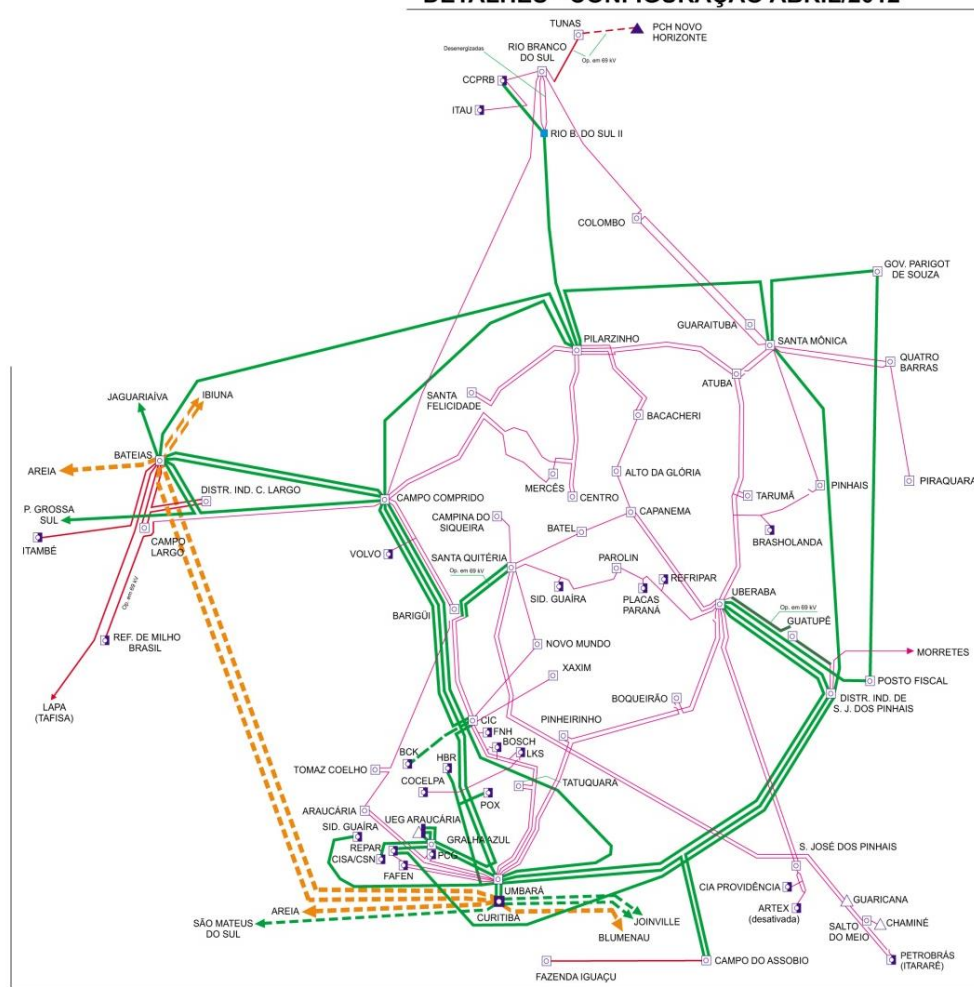 DETALHES - CONFIGURAÇÃO ABRIL/2012
TUNAS
PCH NOVO
HORIZONTE
RIO BRANCO
DO SUL
Desenergizadas
Op. em 69 kV
CCPRB
ITAU
RIO B. DO SUL II
COLOMBO
GOV. PARIGOT
DE SOUZA
GUARAITUBA
PILARZINHO
SANTA MÔNICA
QUATRO
BARRAS
ATUBA
SANTA
FELICIDADE
JAGUARIAÍVA
IBIUNA
BACACHERI
BATEIAS
AREIA
ALTO DA GLÓRIA
PINHAIS
PIRAQUARA
MERCÊS
DISTR. IND. C. LARGO
CAMPO COMPRIDO
CENTRO
TARUMÃ
P. GROSSA
SUL
CAMPINA DO
SIQUEIRA
CAPANEMA
BATEL
BRASHOLANDA
ITAMBÉ
CAMPO
LARGO
VOLVO
SANTA QUITÉRIA
PAROLIN
Op. em 69 kV
REFRIPAR
SID. GUAÍRA
PLACAS
PARANÁ
UBERABA
Op. em 69 kV
Op. em 69 kV
BARIGÜI
GUATUPÊ
REF. DE MILHO
BRASIL
NOVO MUNDO
MORRETES
XAXIM
POSTO FISCAL
LAPA
(TAFISA)
BOQUEIRÃO
DISTR. IND. DE
S. J. DOS PINHAIS
CIC
PINHEIRINHO
FNH
BCK
BOSCH
HBR
LKS
TOMAZ COELHO
COCELPA
TATUQUARA
POX
ARAUCÁRIA
UEG ARAUCÁRIA
SID. GUAÍRA
GRALHA AZUL
REPAR
CISA/CSN
PCG
S. JOSÉ DOS PINHAIS
FAFEN
UMBARÁ
CIA PROVIDÊNCIA
GUARICANA
AREIA
CURITIBA
ARTEX
(desativada)
SÃO MATEUS
DO SUL
JOINVILLE
SALTO
DO MEIO
CHAMINÉ
BLUMENAU
PETROBRÁS
(ITARARÊ)
FAZENDA IGUAÇU
CAMPO DO ASSOBIO